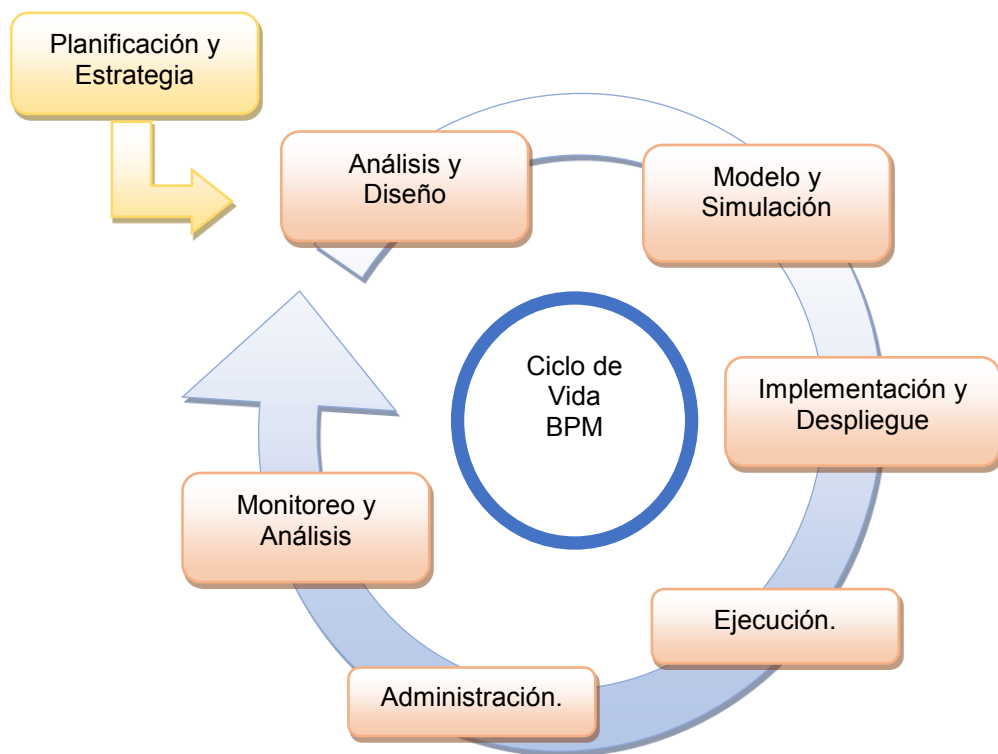 Planificación y
Estrategia
Análisis y
Diseño
Modelo y
Simulación
Implementación y
Despliegue
Ejecución.
Administración.
Monitoreo y
Análisis
Ciclo de
Vida
BPM